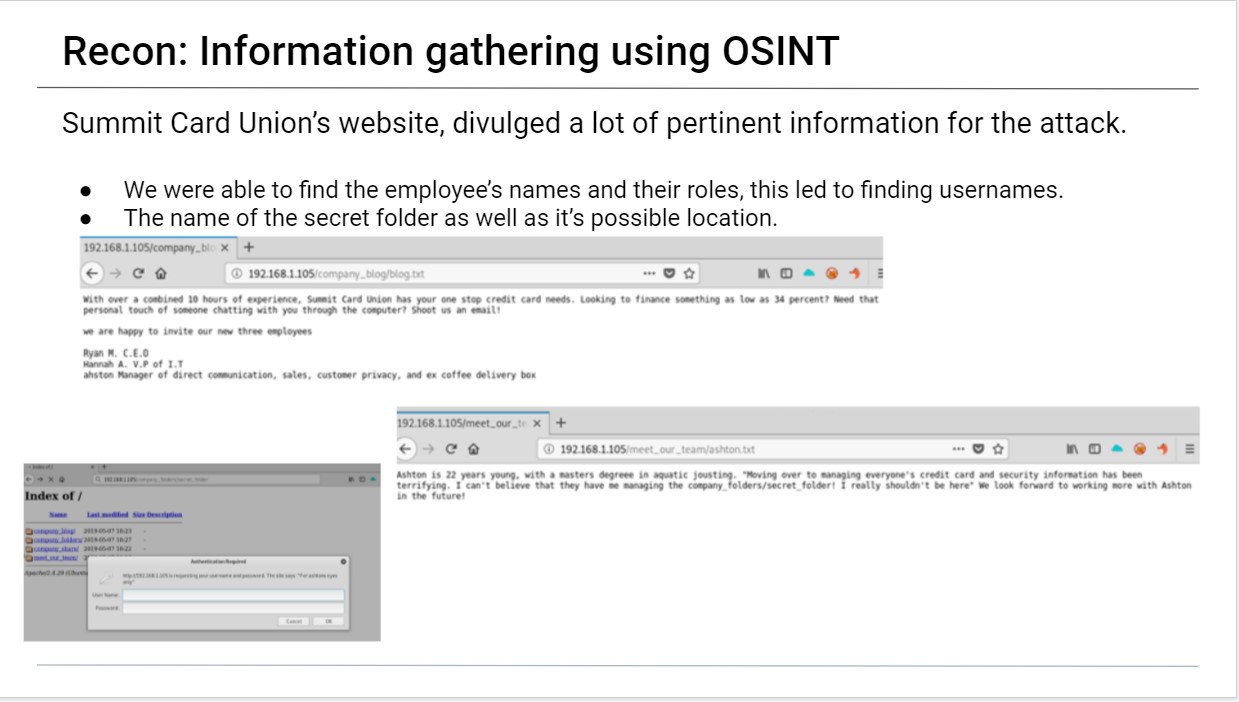 Recon: Information gathering using OSINT
Summit Card Union's website, divulged a lot of pertinent information for the attack.
● We were able to find the employee's names and their roles, this led to finding usernames.
● The name of the secret folder as well as it's possible location.
192.168.1.105/company_blo
192.168.1.105/company_blog/blog.txt
With over a combined 10 hours of experience, Summit Card Union has your one stop credit card needs. Looking to finance something as low as 34 percent? Need that
personal touch of someone chatting with you through the computer? Shoot us an email!
we are happy to invite our new three employees
Ryan M. C.E.O
Hannah A. V.P of I.T
ahston Manager of direct communication, sales, customer privacy, and ex coffee delivery box
192.168.1.105/meet_our_te
192.168.1.105/meet_our_team/ashton.txt
Ashton is 22 years young, with a masters degreee in aquatic jousting. "Moving over to managing everyone's credit card and security information has been
terrifying. I can't believe that they have me managing the company_folders/secret_folder! I really shouldn't be here" We look forward to working more with Ashton
in the future!
Index of /
192.168.1.105/company_folders/secret_folder
Index of /
Name Last modified Size Description
company_blog/ 2019-05-07 18:23 -
company_folders/ 2019-05-07 18:27 -
company_share/ 2019-05-07 18:22 -
meet_our_team/
Apache/2.4.29 (Ubuntu
Authentication Required
http://192.168.1.105 is requesting your username and password. The site says: "For ashtons eyes
only"
User Name:
Password:
Cancel OK